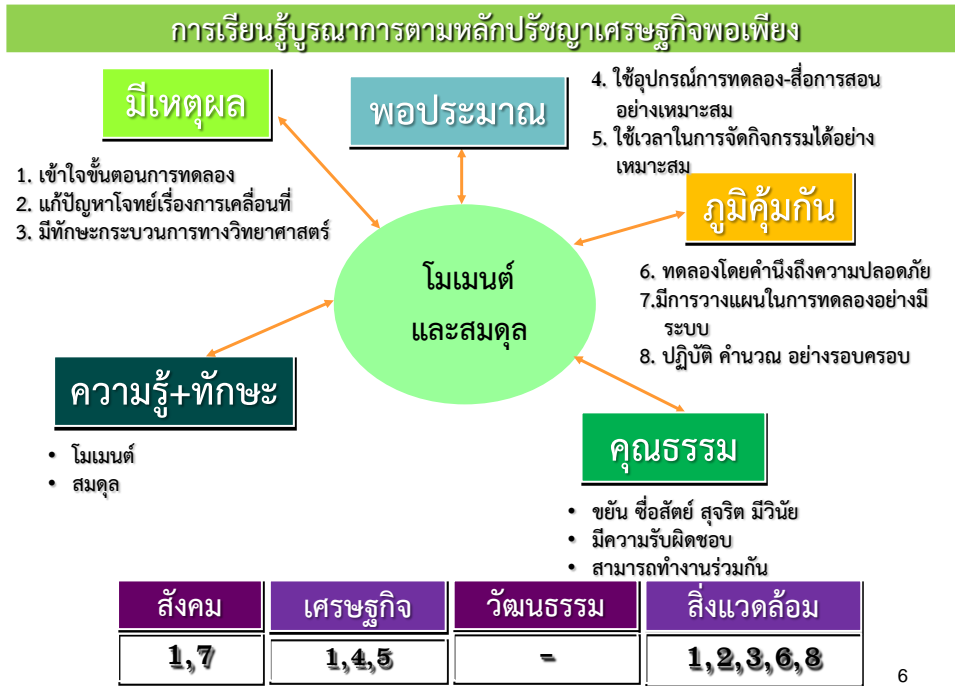 การเรียนรู้บูรณาการตามหลักปรัชญาเศรษฐกิจพอเพียง
มีเหตุผล
1. เข้าใจขั้นตอนการทดลอง
2. แก้ปัญหาโจทย์เรื่องการเคลื่อนที่
3. มีทักษะกระบวนการทางวิทยาศาสตร์
พอประมาณ
4. ใช้อุปกรณ์การทดลอง-สื่อการสอน
อย่างเหมาะสม
5. ใช้เวลาในการจัดกิจกรรมได้อย่าง
เหมาะสม
ภูมิคุ้มกัน
6. ทดลองโดยคำนึงถึงความปลอดภัย
7.มีการวางแผนในการทดลองอย่างมี
ระบบ
8. ปฏิบัติ คำนวณ อย่างรอบครอบ
โมเมนต์
และสมดุล
ความรู้+ทักษะ
• โมเมนต์
• สมดุล
คุณธรรม
• ขยัน ซื่อสัตย์ สุจริต มีวินัย
• มีความรับผิดชอบ
• สามารถทำงานร่วมกัน
สังคม เศรษฐกิจ วัฒนธรรม สิ่งแวดล้อม
1,7 1,4,5 - 1,2,3,6,8
6